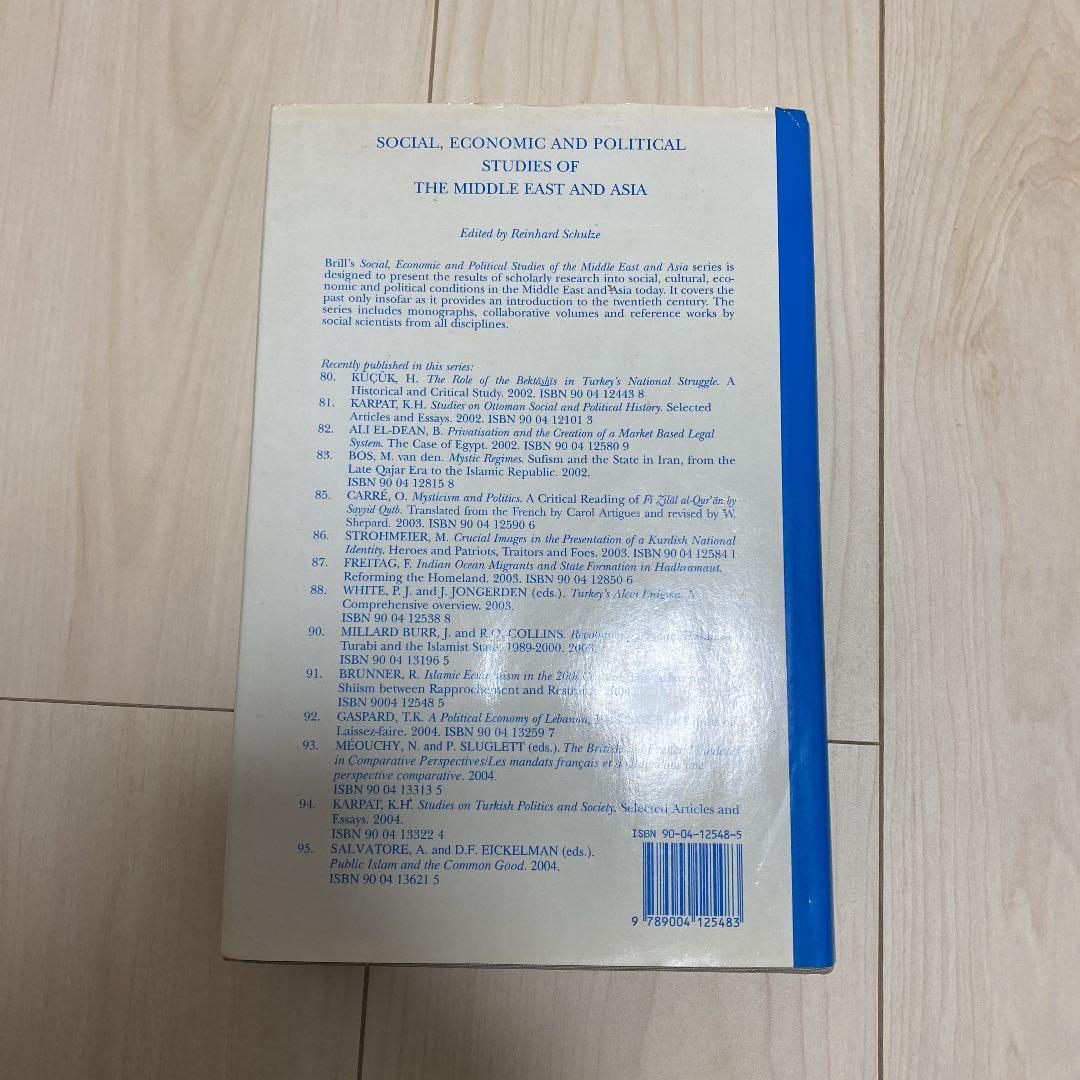 SOCIAL, ECONOMIC AND POLITICAL
STUDIES OF
THE MIDDLE EAST AND ASIA
Edited by Reinhard Schulze
Brill's Social, Economic and Political Studies of the Middle East and Asia series is
designed to present the results of scholarly research into social, cultural, eco-
nomic and political conditions in the Middle East and Asia today. It covers the
past only insofar as it provides an introduction to the twentieth century. The
series includes monographs, collaborative volumes and reference works by
social scientists from all disciplines.
Recently published in this series:
80. KÜÇÜK, H. The Role of the Bektāshīs in Turkey's National Struggle. A
Historical and Critical Study. 2002. ISBN 90 04 12443 8
81. KARPAT, K.H. Studies on Ottoman Social and Political History. Selected
Articles and Essays. 2002. ISBN 90 04 12101 3
82. ALI EL-DEAN, B. Privatisation and the Creation of a Market Based Legal
System. The Case of Egypt. 2002. ISBN 90 04 12580 9
83. BOS, M. van den. Mystic Regimes. Sufism and the State in Iran, from the
Late Qajar Era to the Islamic Republic. 2002.
ISBN 90 04 12815 8
85. CARRÉ, O. Mysticism and Politics. A Critical Reading of Fī Ẓilāl al-Qur'ān by
Sayyid Quṭb. Translated from the French by Carol Artigues and revised by W.
Shepard. 2003. ISBN 90 04 12590 6
86. STROHMEIER, M. Crucial Images in the Presentation of a Kurdish National
Identity. Heroes and Patriots, Traitors and Foes. 2003. ISBN 90 04 12584 1
87. FREITAG, F. Indian Ocean Migrants and State Formation in Hadhramaut.
Reforming the Homeland. 2003. ISBN 90 04 12850 6
88. WHITE, P.J. and J. JONGERDEN (eds.). Turkey's Alevi Enigma. A
Comprehensive overview. 2003.
ISBN 90 04 12538 8
90. MILLARD BURR, J. and R.O. COLLINS.
Turabi and the Islamist State, 1989-2000. 2003.
ISBN 90 04 13196 5
91. BRUNNER, R. Islamic Ecumenism in the 20th
Shiism between Rapprochement and
ISBN 9004 12548 5
92. GASPARD, T.K. A Political Economy of Lebanon,
Laissez-faire. 2004. ISBN 90 04 13259 7
93. MÉOUCHY, N. and P. SLUGLETT (eds.). The British and French Mandates
in Comparative Perspectives/Les mandats français et anglais dans une
perspective comparative. 2004.
ISBN 90 04 13313 5
94. KARPAT, K.H. Studies on Turkish Politics and Society. Selected Articles and
Essays. 2004.
ISBN 90 04 13322 4
95. SALVATORE, A. and D.F. EICKELMAN (eds.).
Public Islam and the Common Good. 2004.
ISBN 90 04 13621 5
ISBN 90-04-12548-5
9 789004 125483